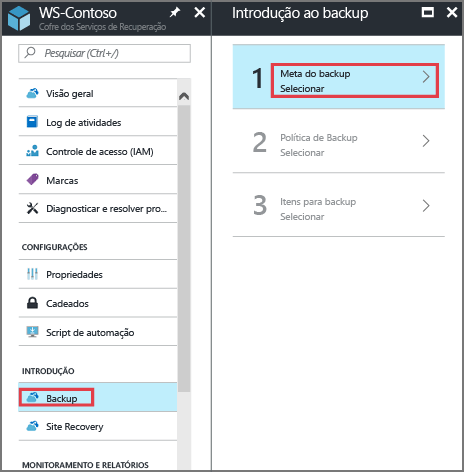 WS-Contoso
Cofre dos Serviços de Recuperação
Pesquisar (Ctrl+/)
Visão geral
Log de atividades
Controle de acesso (IAM)
Marcas
Diagnosticar e resolver pro...
CONFIGURAÇÕES
Propriedades
Cadeados
Script de automação
INTRODUÇÃO
Backup
Site Recovery
MONITORAMENTO E RELATÓRIOS
Introdução ao backup
1
Meta do backup
Selecionar
2
Política de Backup
Selecionar
3
Itens para backup
Selecionar